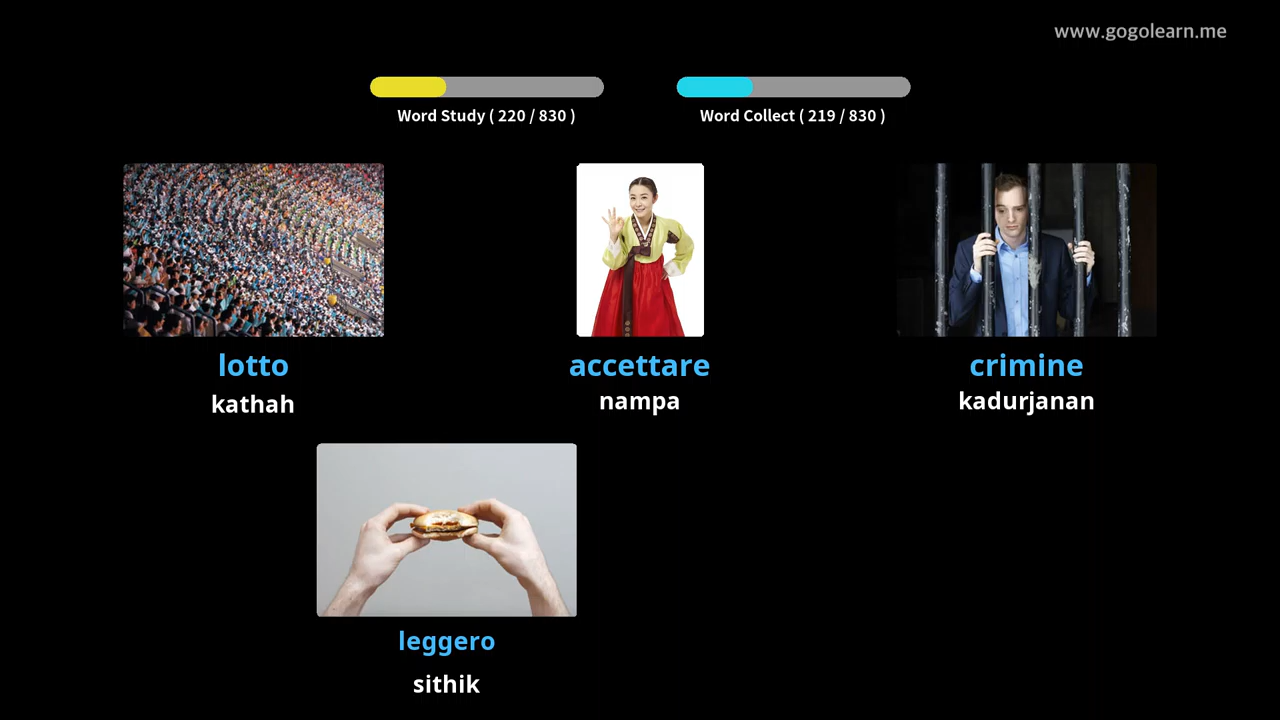 www.gogolearn.me
Word Study ( 220 / 830 )
Word Collect ( 219 / 830 )
lotto
kathah
accettare
nampa
crimine
kadurjanan
leggero
sithik